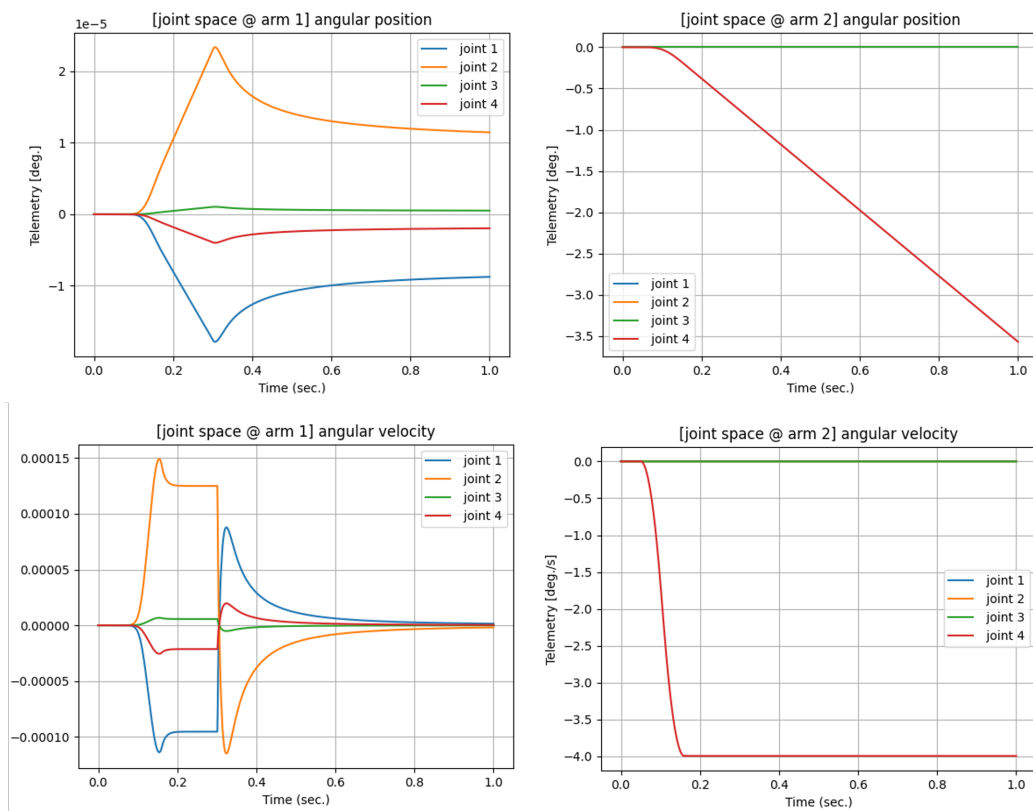 [joint space @ arm 1] angular position
1e−5
Telemetry [deg.]
2
1
0
−1
joint 1
joint 2
joint 3
joint 4
0.0 0.2 0.4 0.6 0.8 1.0
Time (sec.)
[joint space @ arm 2] angular position
Telemetry [deg.]
0.0
−0.5
−1.0
−1.5
−2.0
−2.5
−3.0
−3.5
joint 1
joint 2
joint 3
joint 4
0.0 0.2 0.4 0.6 0.8 1.0
Time (sec.)
[joint space @ arm 1] angular velocity
0.00015
0.00010
0.00005
0.00000
−0.00005
−0.00010
joint 1
joint 2
joint 3
joint 4
0.0 0.2 0.4 0.6 0.8 1.0
Time (sec.)
[joint space @ arm 2] angular velocity
Telemetry [deg./s]
0.0
−0.5
−1.0
−1.5
−2.0
−2.5
−3.0
−3.5
−4.0
joint 1
joint 2
joint 3
joint 4
0.0 0.2 0.4 0.6 0.8 1.0
Time (sec.)